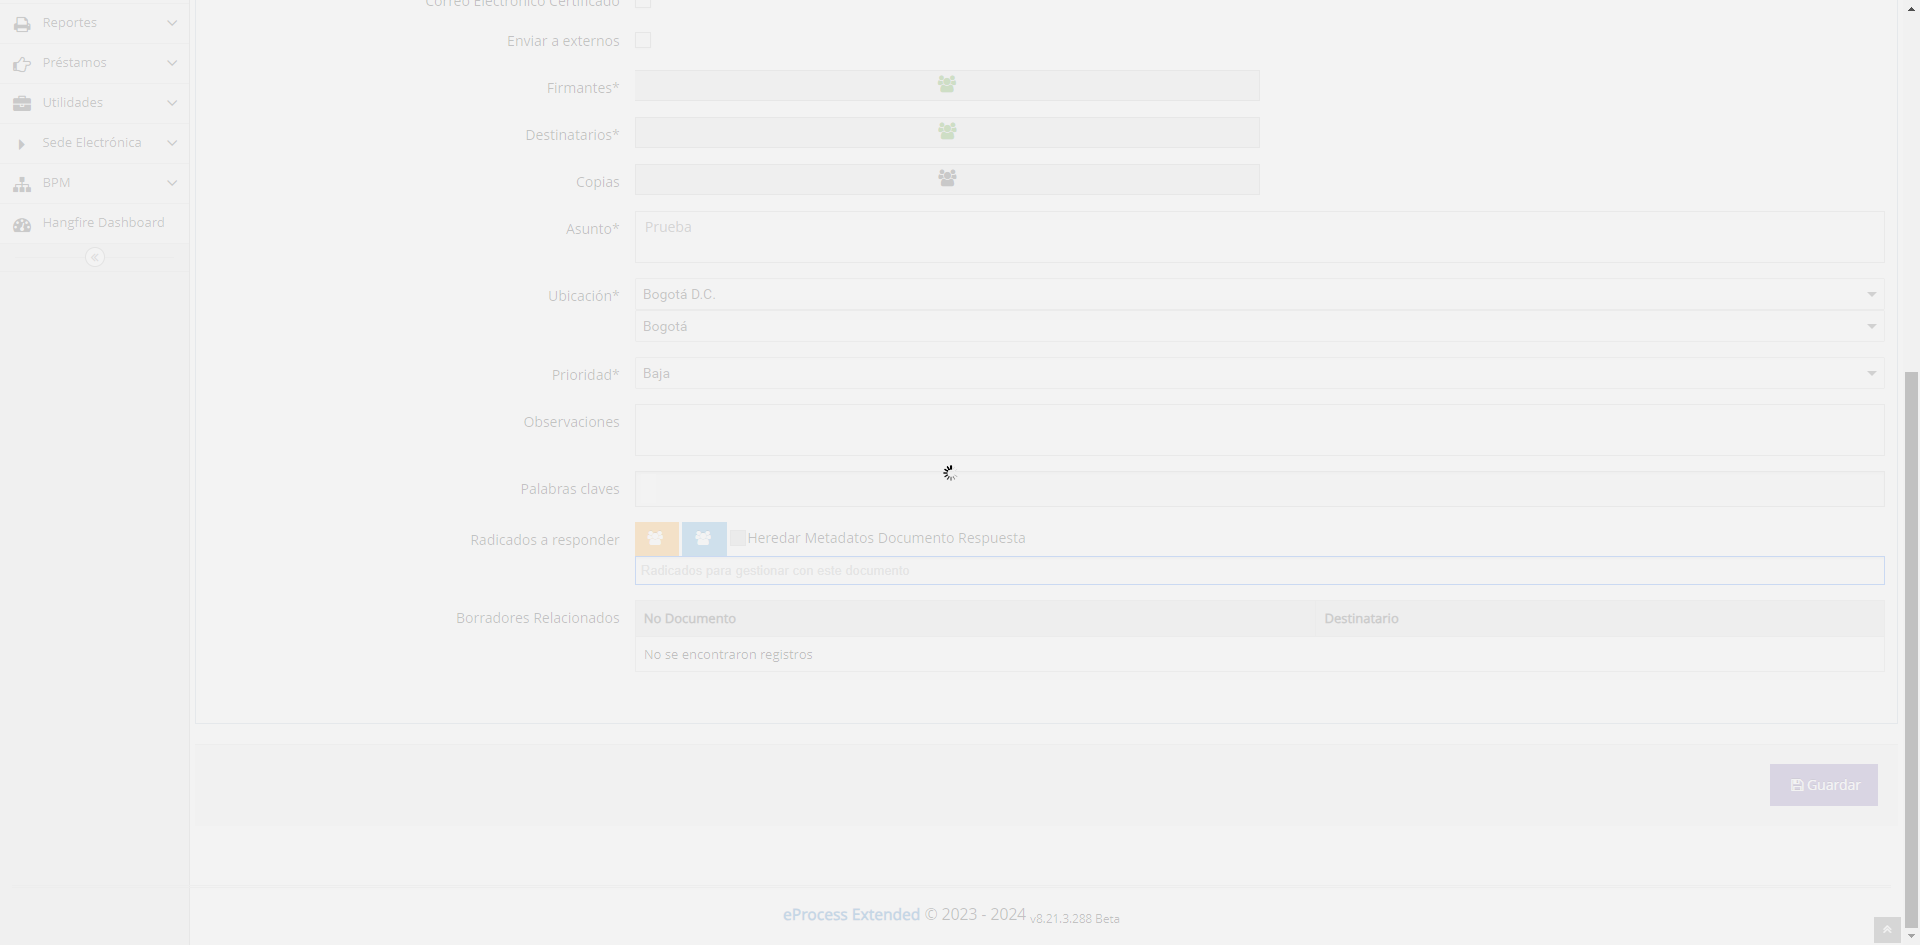 Correo Electrónico Certificado
Reportes
Enviar a externos
Préstamos
Firmantes*
Utilidades
Destinatarios*
Sede Electrónica
Copias
BPM
Hangfire Dashboard
Asunto*
Prueba
Ubicación*
Bogotá D.C.
Bogotá
Prioridad*
Baja
Observaciones
Palabras claves
Radicados a responder
Heredar Metadatos Documento Respuesta
Radicados para gestionar con este documento
Borradores Relacionados
No Documento
Destinatario
No se encontraron registros
Guardar
eProcess Extended © 2023 - 2024 v8.21.3.288 Beta